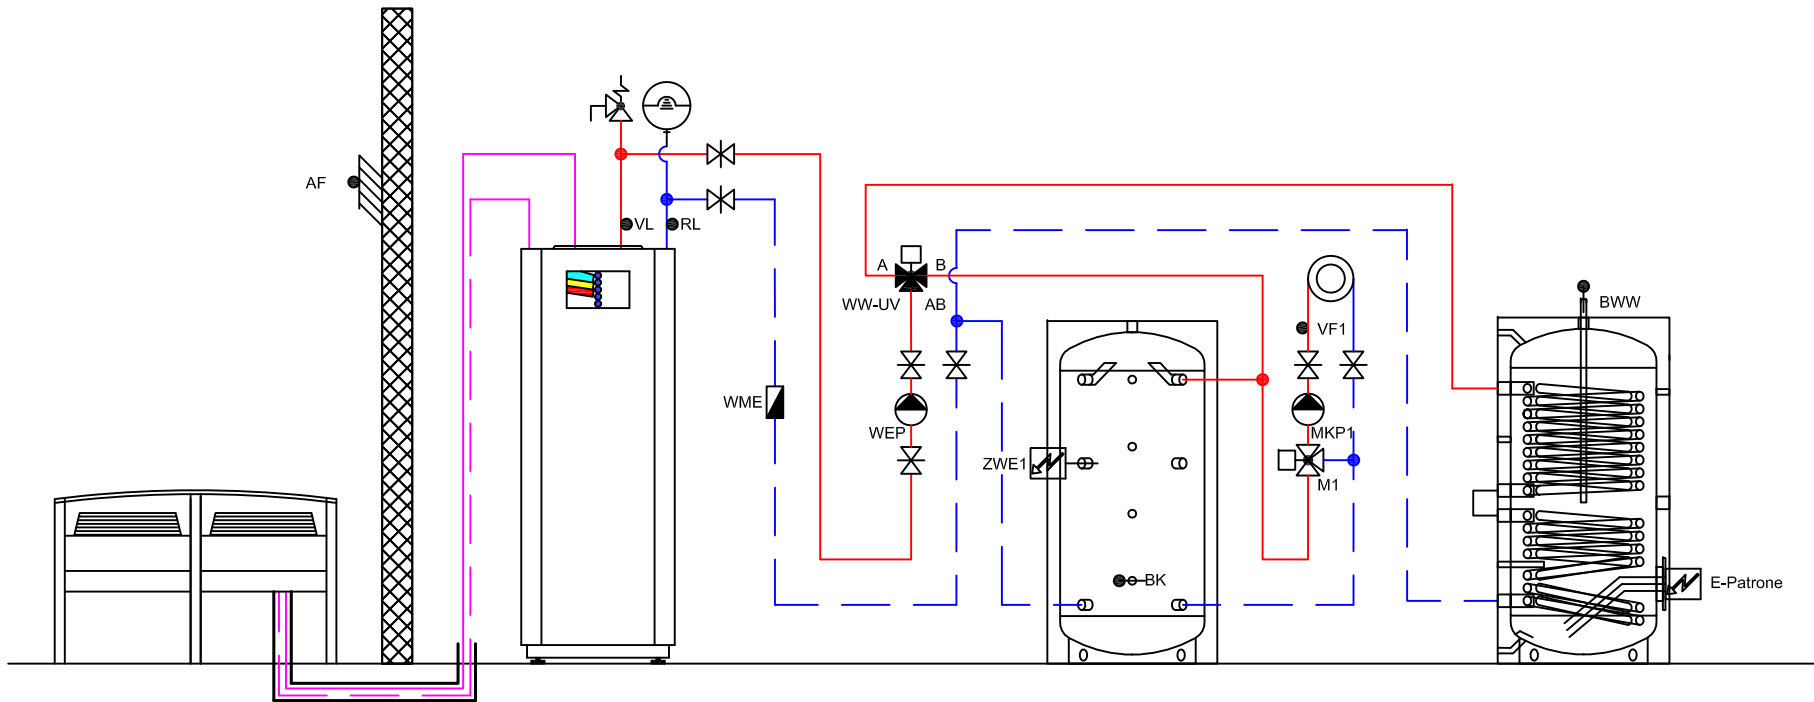 AF
VL
RL
A
B
WW-UV
AB
VF1
BWW
WME
WEP
MKP1
ZWE1
M1
BK
E-Patrone